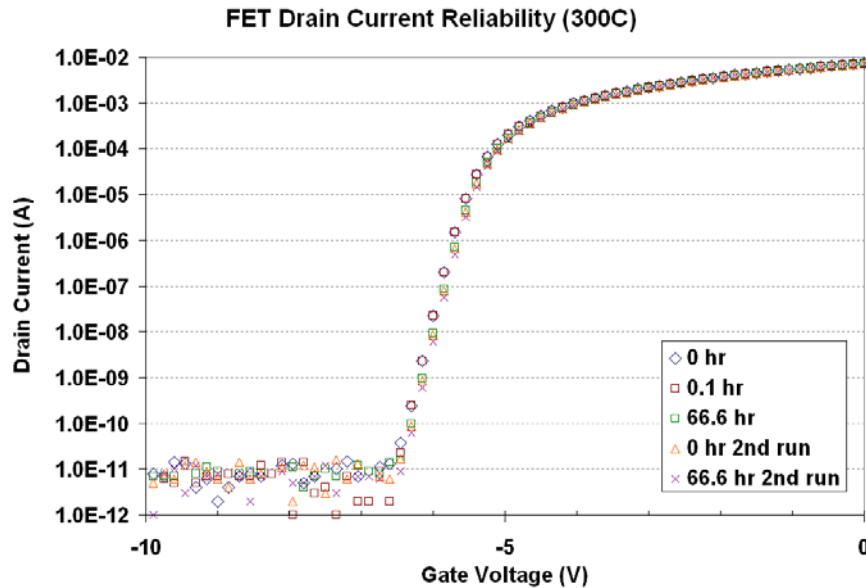 FET Drain Current Reliability (300C)
1.0E-02
1.0E-03
1.0E-04
1.0E-05
1.0E-06
1.0E-07
1.0E-08
1.0E-09
1.0E-10
1.0E-11
1.0E-12
Drain Current (A)
0 hr
0.1 hr
66.6 hr
0 hr 2nd run
66.6 hr 2nd run
-10
-5
0
Gate Voltage (V)